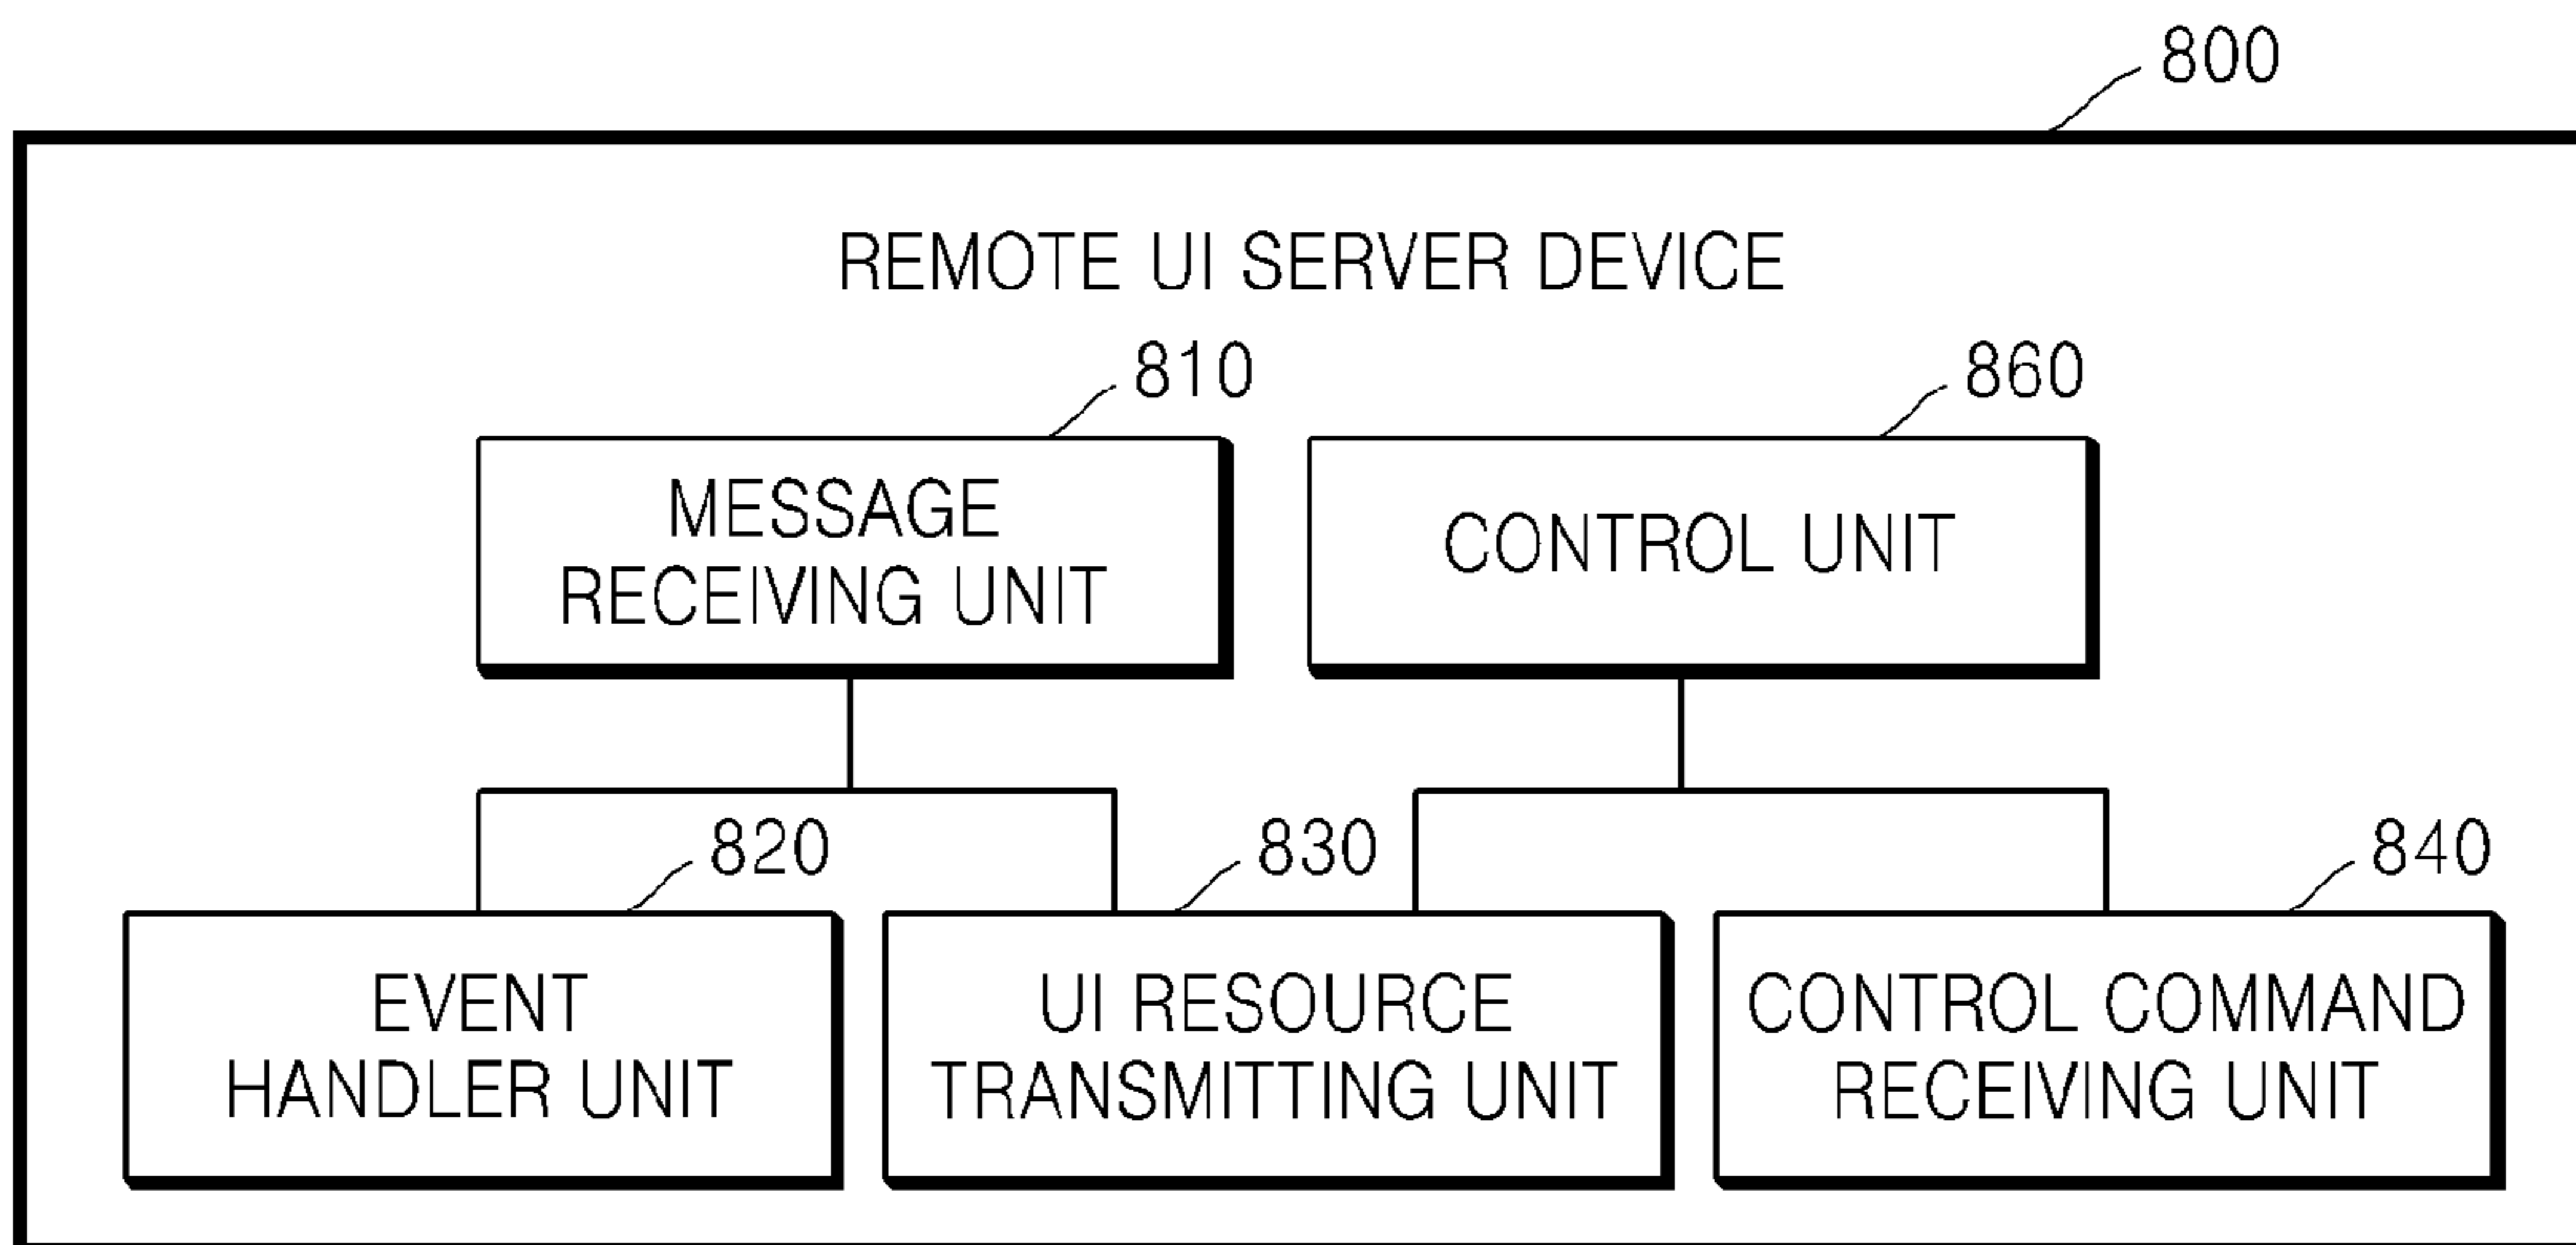 800
REMOTE UI SERVER DEVICE
810
860
MESSAGE
RECEIVING UNIT
CONTROL UNIT
820
830
840
EVENT
HANDLER UNIT
UI RESOURCE
TRANSMITTING UNIT
CONTROL COMMAND
RECEIVING UNIT